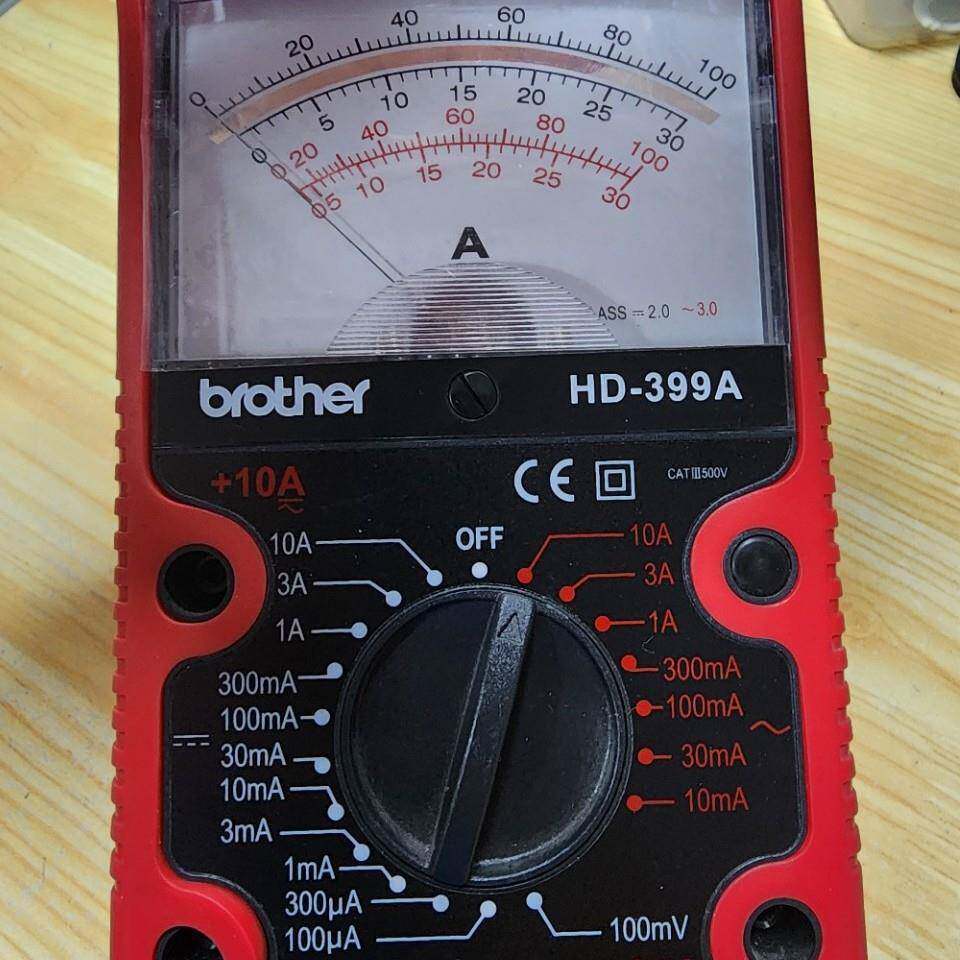 0 20 40 60 80 100
0 5 10 15 20 25 30
0 20 40 60 80 100
0 5 10 15 20 25 30
A
ASS ⎓ 2.0 ~3.0
brother HD-399A
+10A
CE CAT III 500V
OFF
10A 10A
3A 3A
1A 1A
300mA 300mA
100mA 100mA
30mA 30mA
10mA 10mA
3mA
1mA
300µA
100µA 100mV